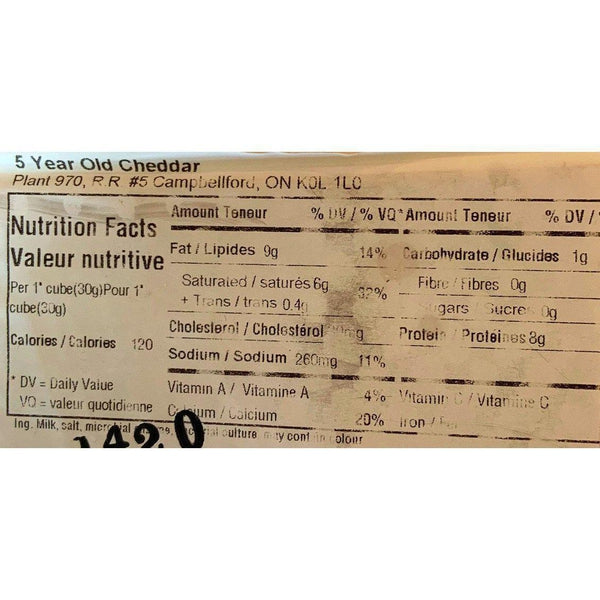 5 Year Old Cheddar
Plant 970, R.R #5 Campbellford, ON K0L 1L0
Nutrition Facts
Valeur nutritive
Per 1" cube(30g)Pour 1"
cube(30g)
Calories / Calories 120
* DV = Daily Value
VQ = valeur quotidienne
Amount Teneur % DV / % VQ*
Fat / Lipides 9g 14%
Saturated / saturés 6g
+ Trans / trans 0.4g
32%
Cholesterol / Cholestérol
Sodium / Sodium 260mg 11%
Vitamin A / Vitamine A 4%
Calcium / Calcium 20%
Amount Teneur % DV /
Carbohydrate / Glucides 1g
Fibre / Fibres 0g
Sugars / Sucres 0g
Protein / Protéines 8g
Vitamin C / Vitamine C
Iron /
Ing. Milk, salt, microbial culture may contain colour
1420